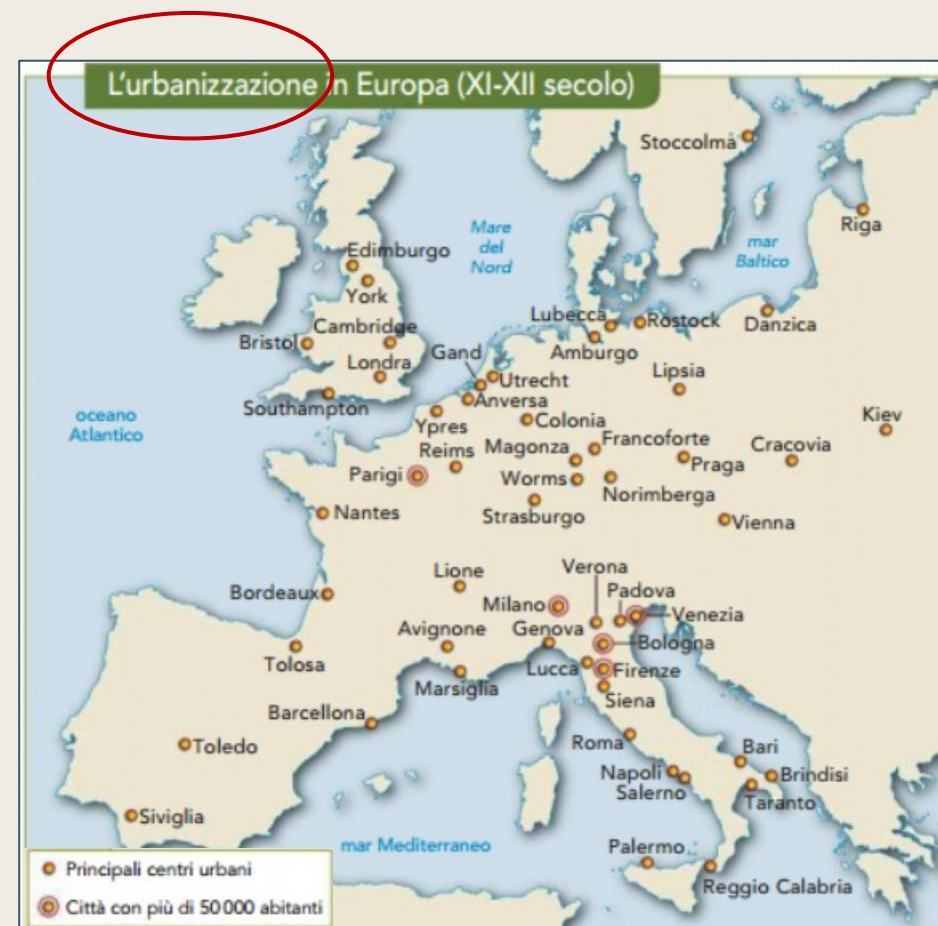 L'urbanizzazione in Europa (XI-XII secolo)
Stoccolma
Riga
Mare
del
Nord
mar
Baltico
Edimburgo
York
Lubecca
Rostock
Danzica
Bristol
Cambridge
Gand
Amburgo
Londra
Utrecht
Lipsia
Southampton
Anversa
oceano
Atlantico
Ypres
Colonia
Kiev
Reims
Magonza
Francoforte
Cracovia
Parigi
Worms
Praga
Norimberga
Nantes
Strasburgo
Vienna
Lione
Verona
Bordeaux
Milano
Padova
Venezia
Avignone
Genova
Bologna
Tolosa
Lucca
Firenze
Marsiglia
Siena
Barcellona
Roma
Toledo
Bari
Napoli
Brindisi
Salerno
Taranto
Siviglia
mar Mediterraneo
Palermo
Reggio Calabria
Principali centri urbani
Città con più di 50 000 abitanti